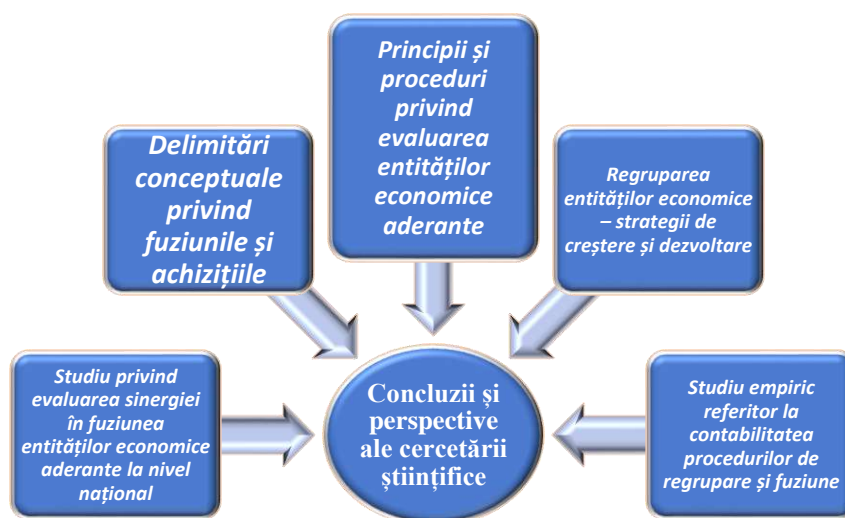 Principii și
proceduri
privind
evaluarea
entităților
economice
aderante
Delimitări
conceptuale
privind
fuziunile și
achizițiile
Regruparea
entităților economice
– strategii de
creștere și dezvoltare
Studiu privind
evaluarea sinergiei
în fuziunea
entităților economice
aderante la nivel
național
Concluzii și
perspective
ale cercetării
științifice
Studiu empiric
referitor la
contabilitatea
procedurilor de
regrupare și fuziune